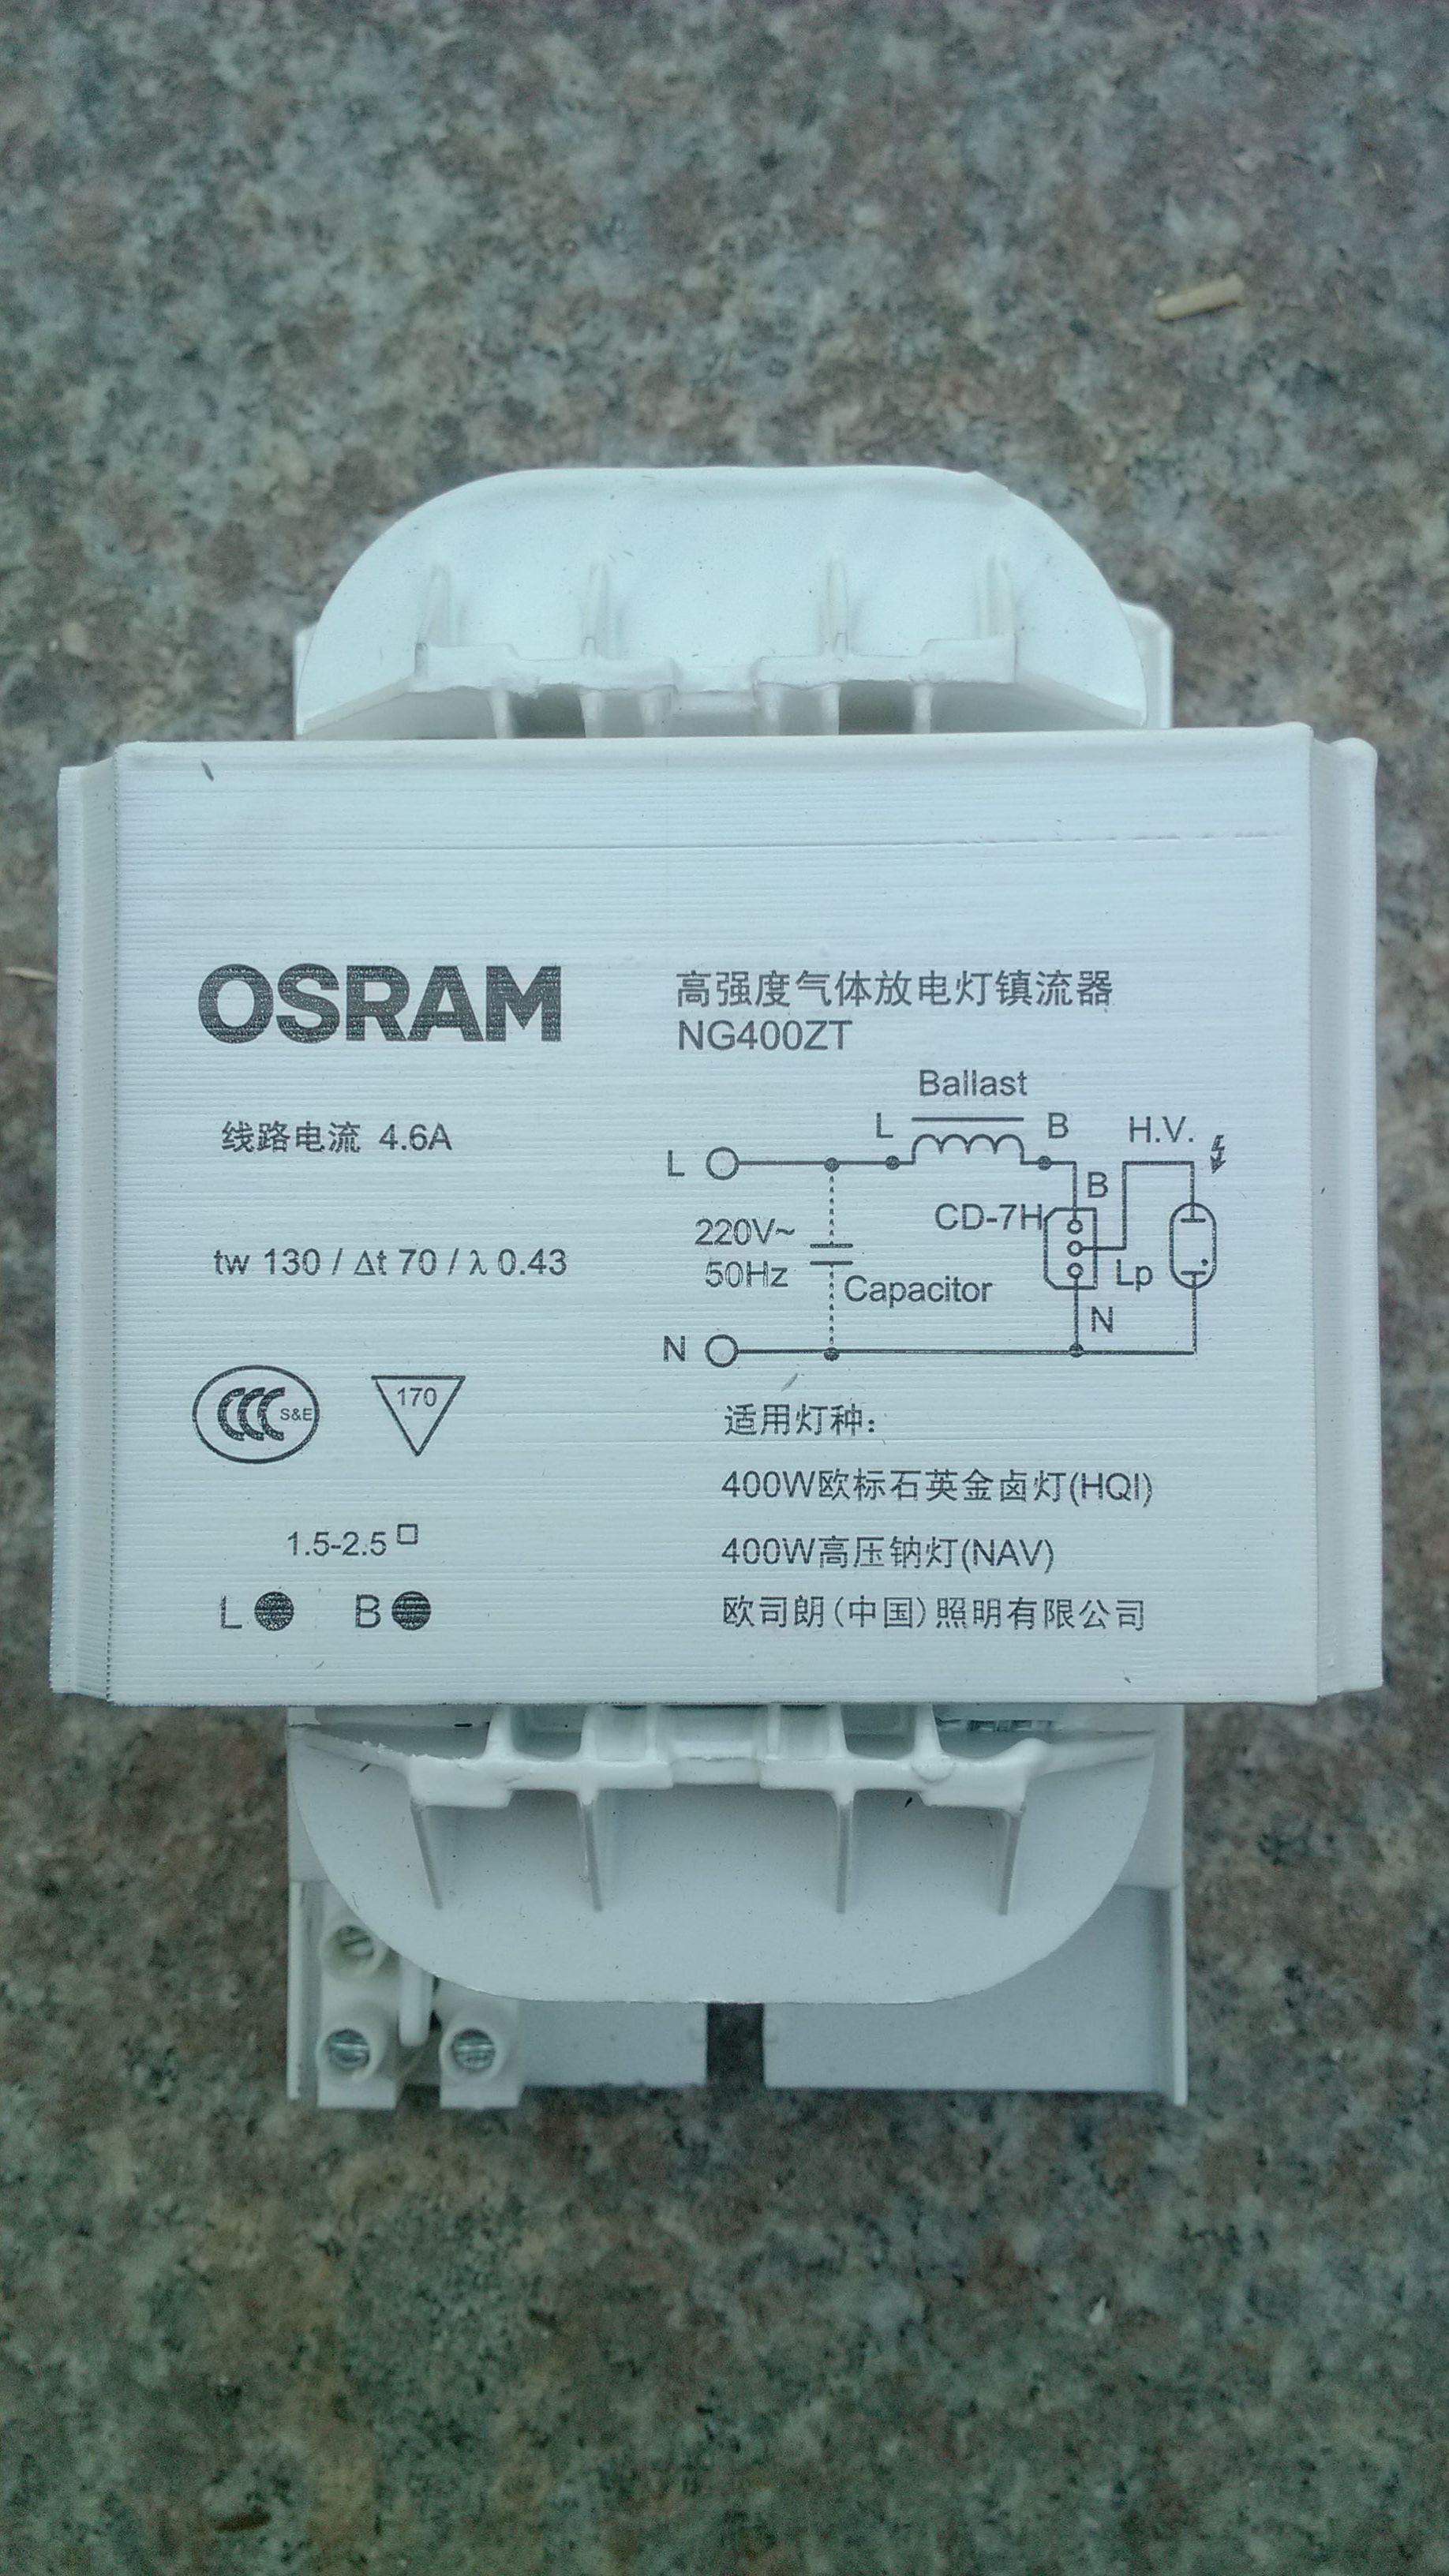 OSRAM
高强度气体放电灯镇流器
NG400ZT
线路电流 4.6A
tw 130 / Δt 70 / λ 0.43
CCC S&E
170
1.5-2.5
L
B
Ballast
L
B
H.V.
L
B
CD-7H
220V~
50Hz
Capacitor
Lp
N
N
适用灯种：
400W欧标石英金卤灯(HQI)
400W高压钠灯(NAV)
欧司朗(中国)照明有限公司